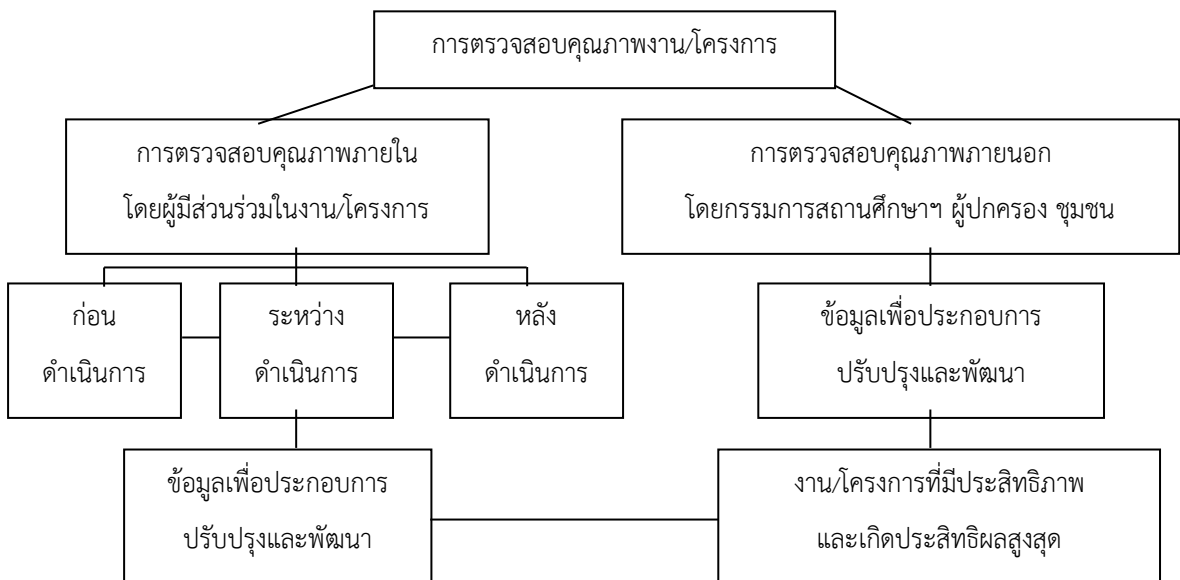 การตรวจสอบคุณภาพงาน/โครงการ
การตรวจสอบคุณภาพภายใน
โดยผู้มีส่วนร่วมในงาน/โครงการ
การตรวจสอบคุณภาพภายนอก
โดยกรรมการสถานศึกษาฯ ผู้ปกครอง ชุมชน
ก่อน
ดำเนินการ
ระหว่าง
ดำเนินการ
หลัง
ดำเนินการ
ข้อมูลเพื่อประกอบการ
ปรับปรุงและพัฒนา
ข้อมูลเพื่อประกอบการ
ปรับปรุงและพัฒนา
งาน/โครงการที่มีประสิทธิภาพ
และเกิดประสิทธิผลสูงสุด